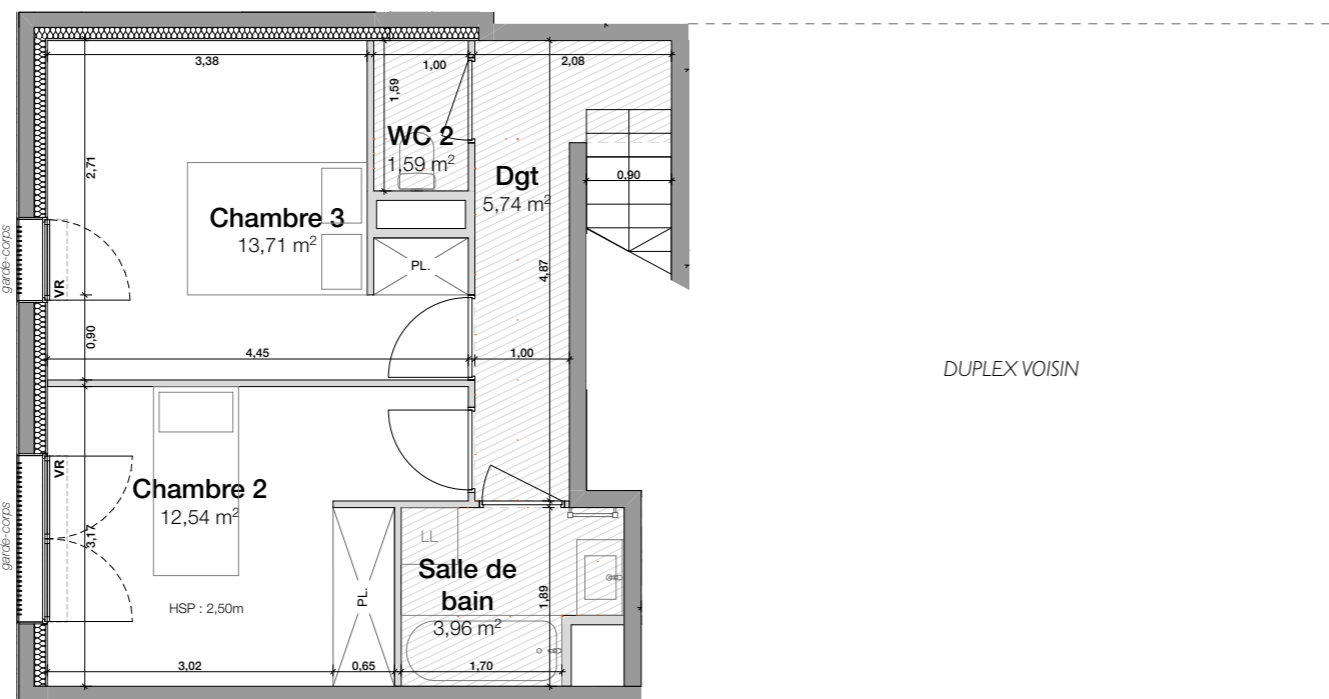 3,38
1,00
2,08
1,59
2,71
WC 2
1,59 m²
Dgt
5,74 m²
0,90
Chambre 3
13,71 m²
PL.
4,87
garde-corps
VR
0,90
4,45
1,00
DUPLEX VOISIN
VR
Chambre 2
12,54 m²
3,17
garde-corps
LL
Salle de
bain
3,96 m²
1,89
PL.
HSP : 2,50m
3,02
0,65
1,70